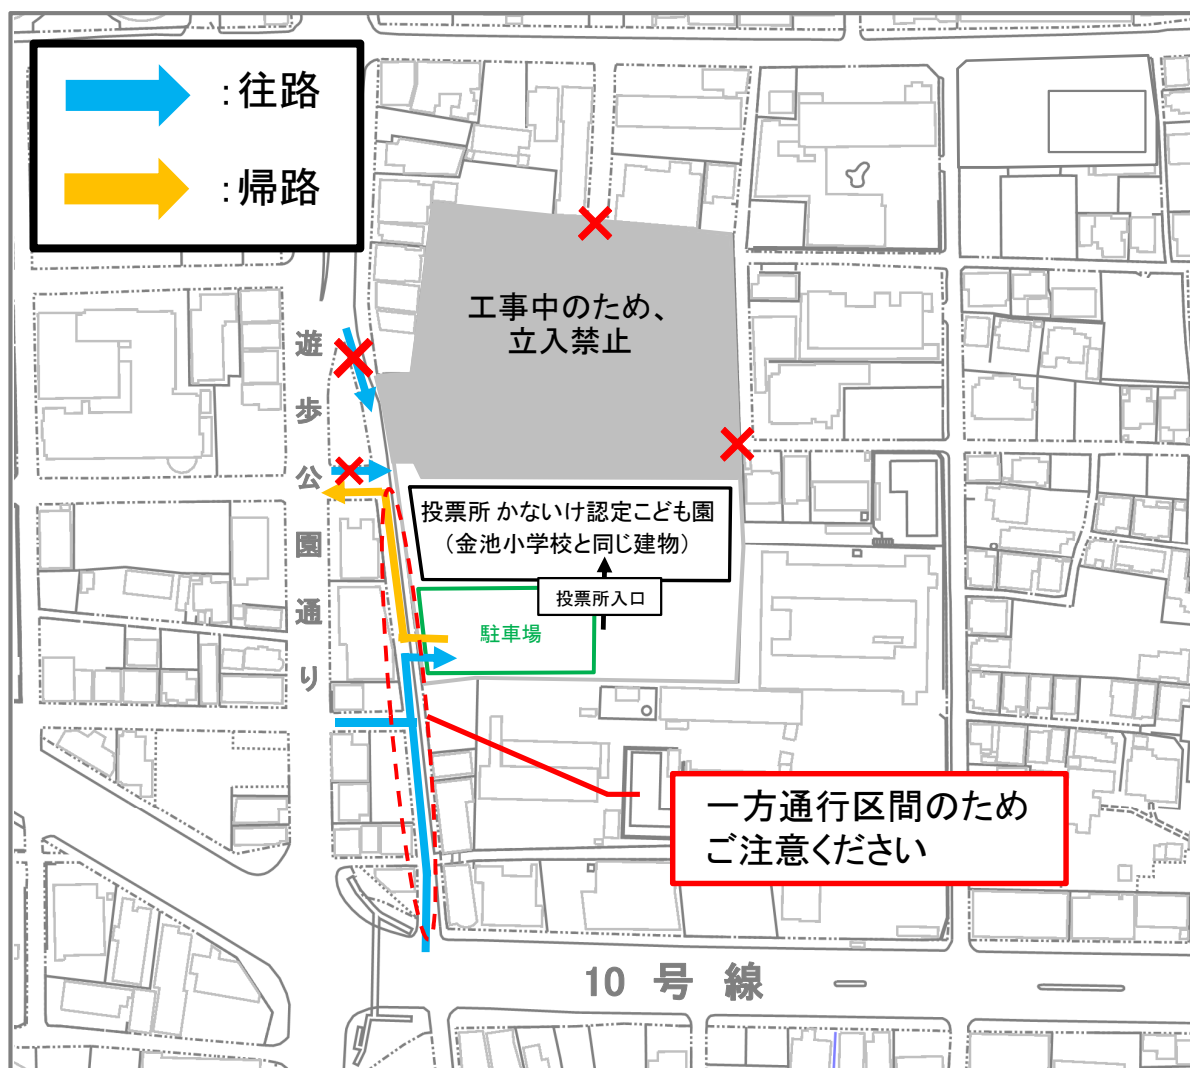 ：往路
：帰路
工事中のため、
立入禁止
遊歩公園通り
投票所 かないけ認定こども園
（金池小学校と同じ建物）
投票所入口
駐車場
一方通行区間のため
ご注意ください
10 号 線